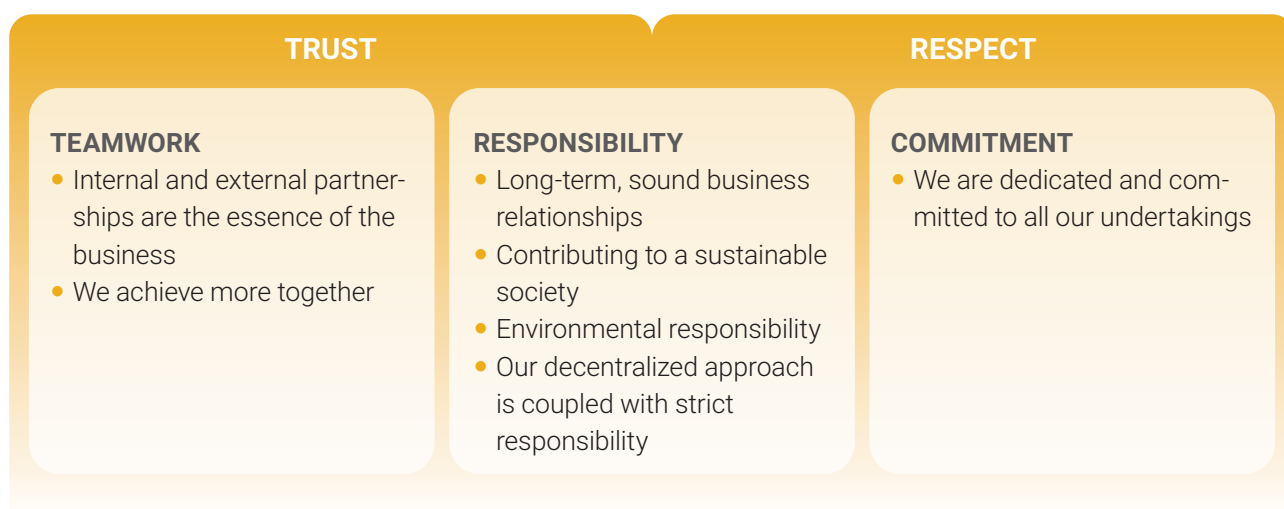 TRUST
RESPECT
TEAMWORK
• Internal and external partner-
ships are the essence of the
business
• We achieve more together
RESPONSIBILITY
• Long-term, sound business
relationships
• Contributing to a sustainable
society
• Environmental responsibility
• Our decentralized approach
is coupled with strict
responsibility
COMMITMENT
• We are dedicated and com-
mitted to all our undertakings